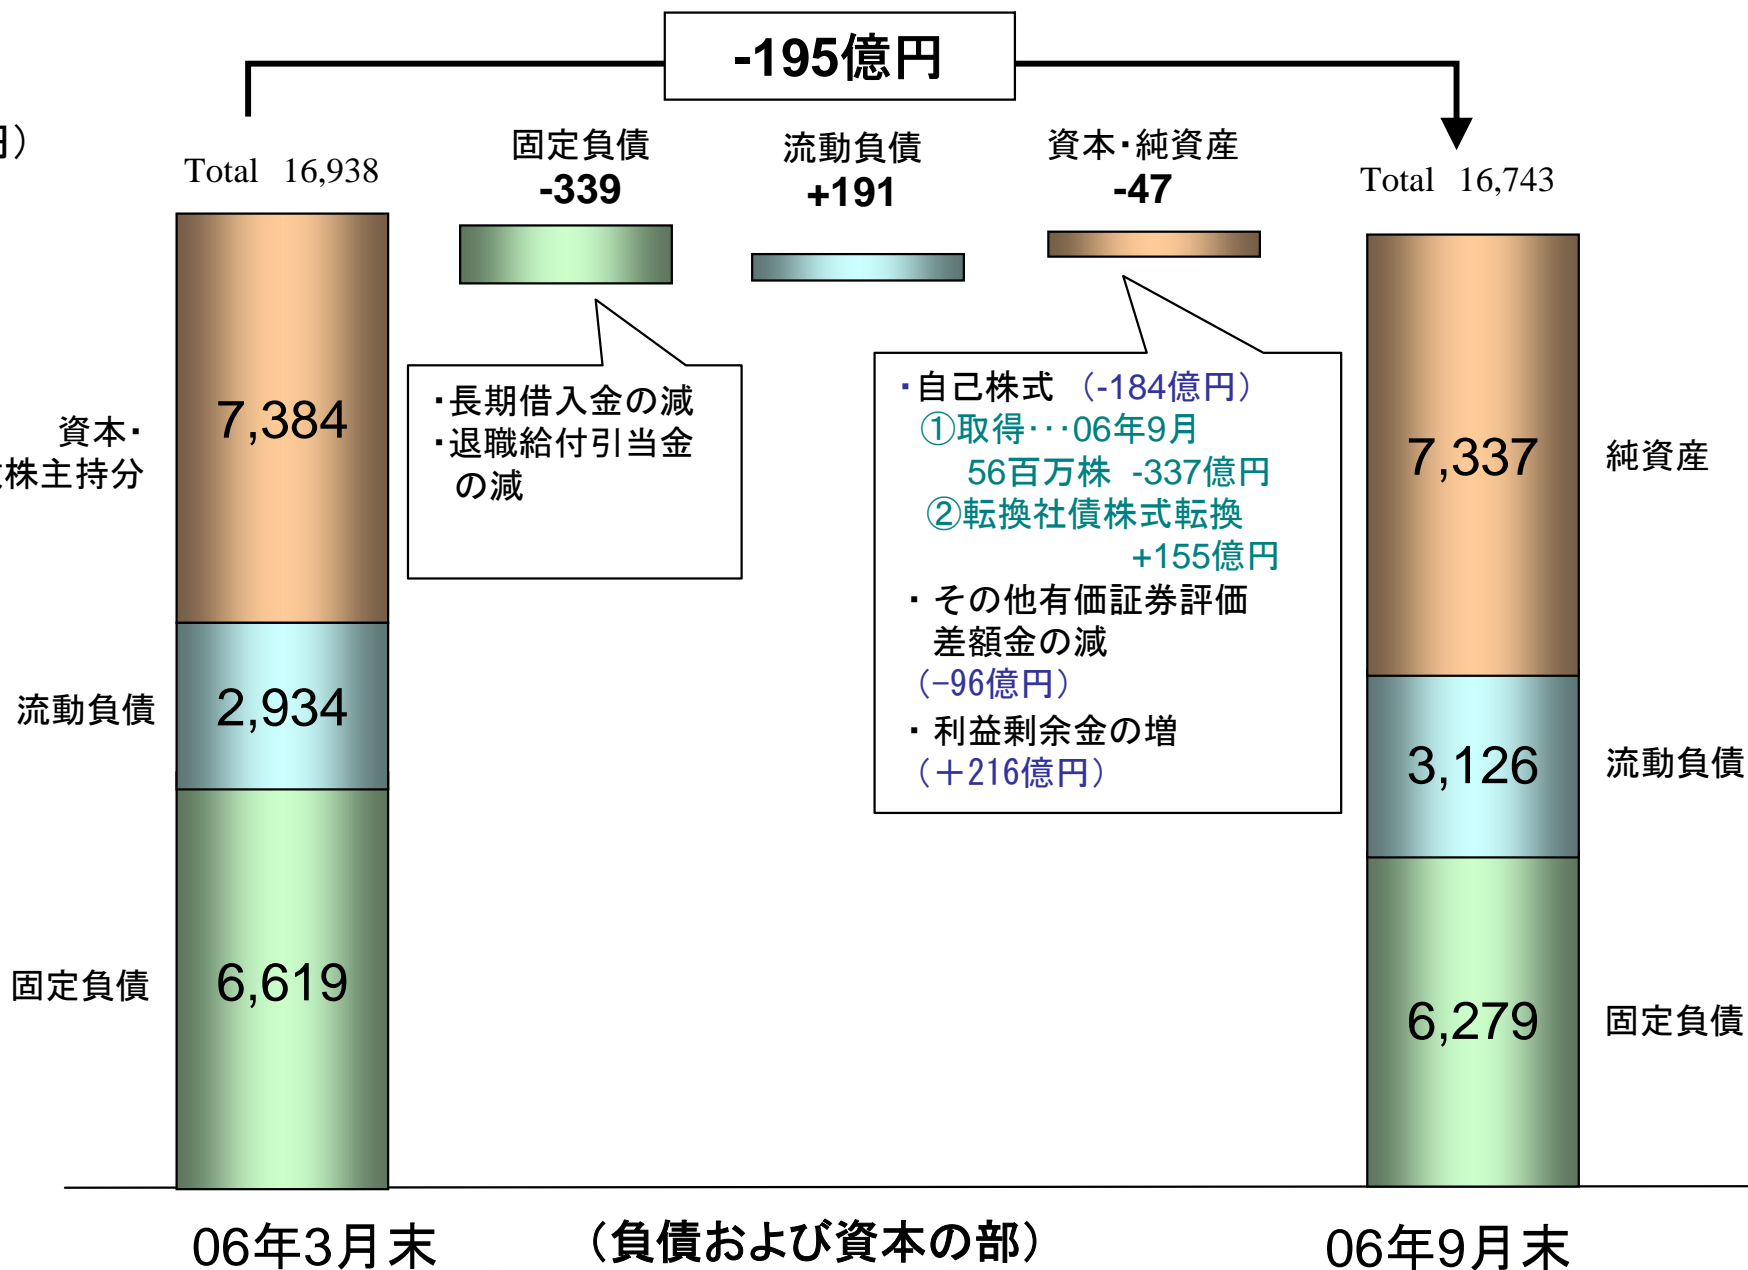 -195億円
円）
Total 16,938
固定負債
-339
流動負債
+191
資本・純資産
-47
Total 16,743
・長期借入金の減
・退職給付引当金
の減
・自己株式 （-184億円）
①取得・・・06年9月
56百万株 -337億円
②転換社債株式転換
+155億円
・ その他有価証券評価
差額金の減
（−96億円）
・ 利益剰余金の増
（＋216億円）
資本・
株主持分
7,384
流動負債
2,934
固定負債
6,619
7,337
純資産
3,126
流動負債
6,279
固定負債
06年3月末
（負債および資本の部）
06年9月末